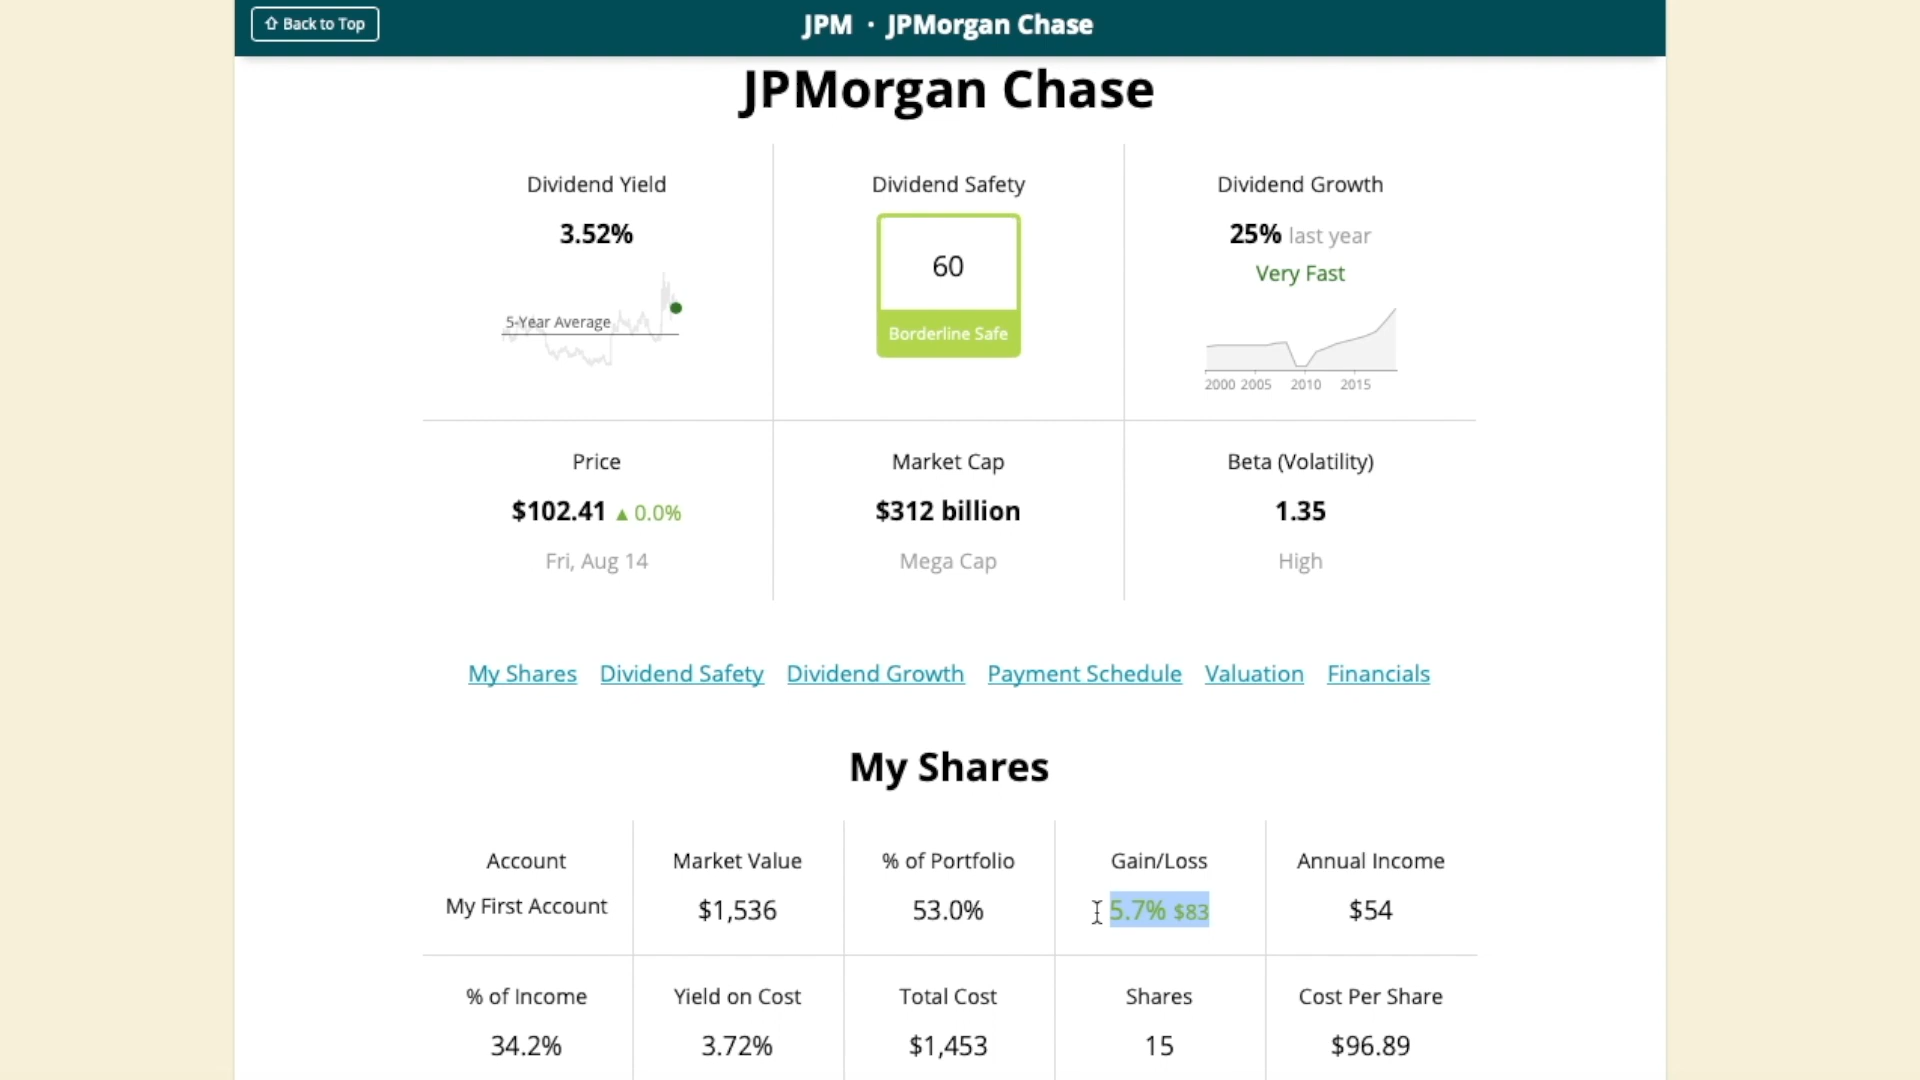 ⇧ Back to Top
JPM · JPMorgan Chase
JPMorgan Chase
Dividend Yield
3.52%
5-Year Average
Dividend Safety
60
Borderline Safe
Dividend Growth
25% last year
Very Fast
2000 2005 2010 2015
Price
$102.41 ▲ 0.0%
Fri, Aug 14
Market Cap
$312 billion
Mega Cap
Beta (Volatility)
1.35
High
My Shares Dividend Safety Dividend Growth Payment Schedule Valuation Financials
My Shares
Account Market Value % of Portfolio Gain/Loss Annual Income
My First Account $1,536 53.0% 5.7% $83 $54
% of Income Yield on Cost Total Cost Shares Cost Per Share
34.2% 3.72% $1,453 15 $96.89